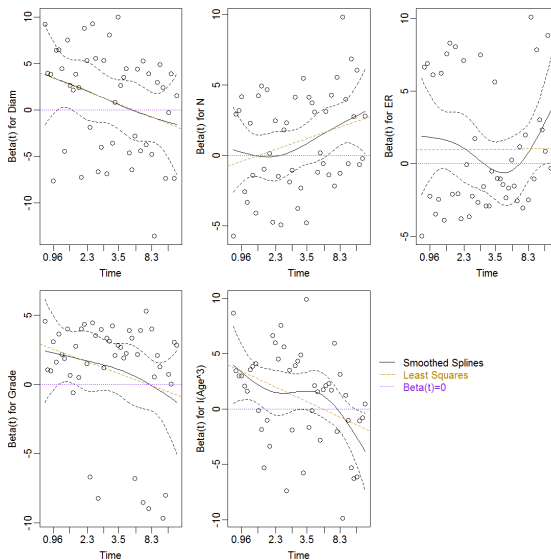 10
5
0
-5
-10
Beta(t) for Diam
0.96 2.3 3.5 8.3
Time
10
5
0
-5
Beta(t) for N
0.96 2.3 3.5 8.3
Time
10
5
0
-5
Beta(t) for ER
0.96 2.3 3.5 8.3
Time
10
5
0
-5
-10
Beta(t) for Grade
0.96 2.3 3.5 8.3
Time
10
5
0
-5
-10
Beta(t) for I(Age^3)
0.96 2.3 3.5 8.3
Time
Smoothed Splines
Least Squares
Beta(t)=0